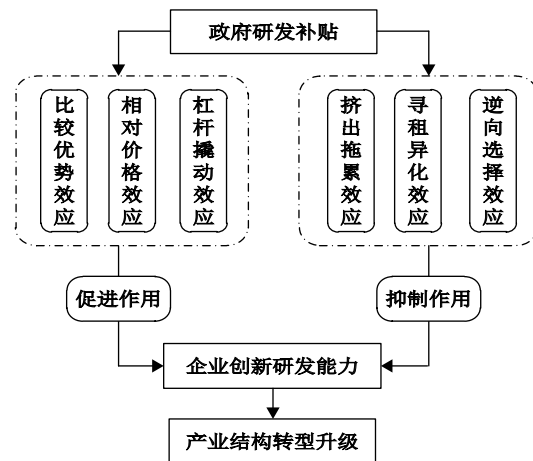 政府研发补贴
比较优势效应
相对价格效应
杠杆撬动效应
挤出拖累效应
寻租异化效应
逆向选择效应
促进作用
抑制作用
企业创新研发能力
产业结构转型升级